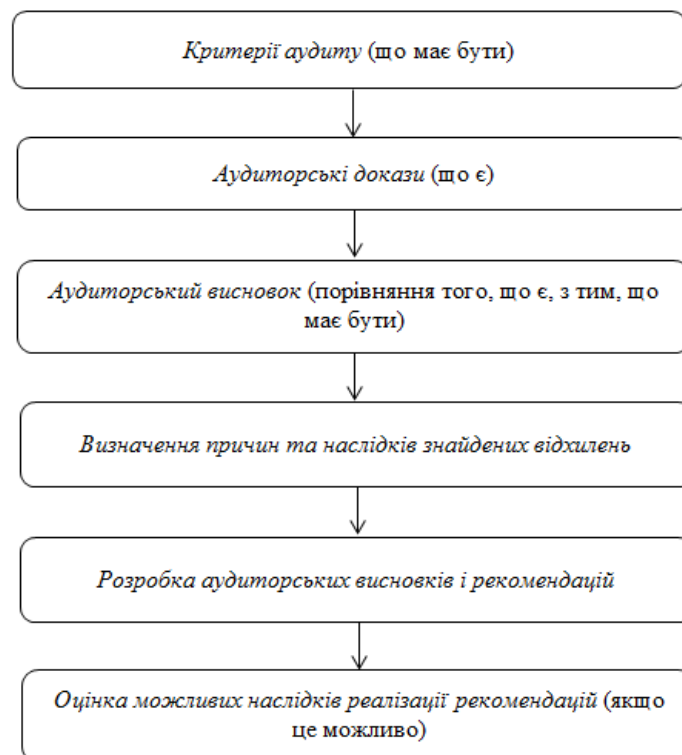 Критерії аудиту (що має бути)
Аудиторські докази (що є)
Аудиторський висновок (порівняння того, що є, з тим, що
має бути)
Визначення причин та наслідків знайдених відхилень
Розробка аудиторських висновків і рекомендацій
Оцінка можливих наслідків реалізації рекомендацій (якщо
це можливо)